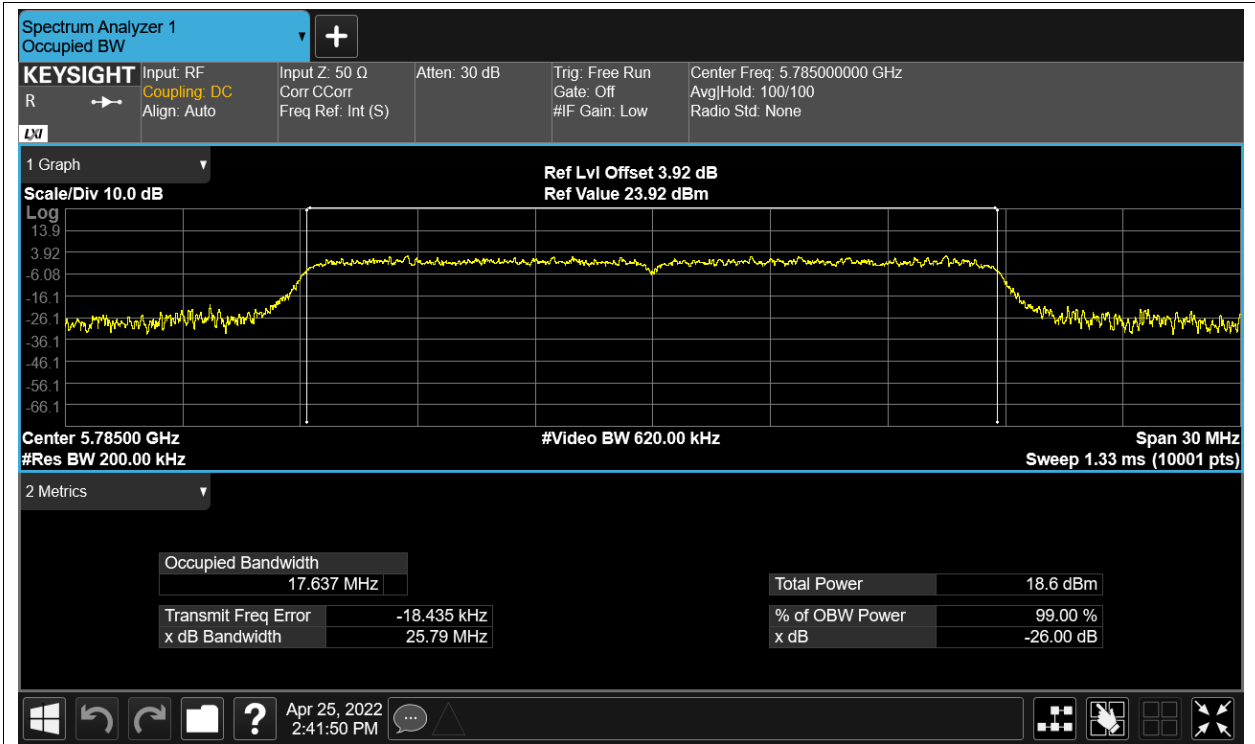 Spectrum Analyzer 1
Occupied BW
KEYSIGHT
R
LXI
Input: RF
Coupling: DC
Align: Auto
Input Z: 50 Ω
Corr CCorr
Freq Ref: Int (S)
Atten: 30 dB
Trig: Free Run
Gate: Off
#IF Gain: Low
Center Freq: 5.785000000 GHz
Avg|Hold: 100/100
Radio Std: None
1 Graph
Scale/Div 10.0 dB
Ref Lvl Offset 3.92 dB
Ref Value 23.92 dBm
Log
13.9
3.92
-6.08
-16.1
-26.1
-36.1
-46.1
-56.1
-66.1
Center 5.78500 GHz
#Video BW 620.00 kHz
Span 30 MHz
#Res BW 200.00 kHz
Sweep 1.33 ms (10001 pts)
2 Metrics
Occupied Bandwidth
17.637 MHz
Transmit Freq Error -18.435 kHz
x dB Bandwidth 25.79 MHz
Total Power 18.6 dBm
% of OBW Power 99.00 %
x dB -26.00 dB
?
Apr 25, 2022
2:41:50 PM